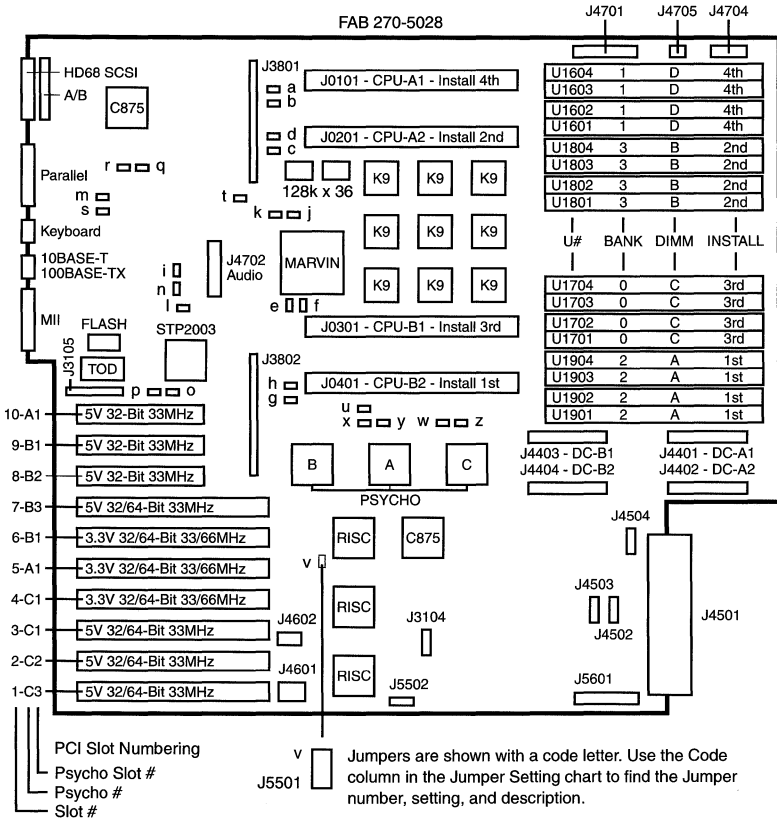 FAB 270-5028
J4701 J4705 J4704
HD68 SCSI
A/B
C875
J3801
a
b
d
c
J0101 - CPU-A1 - Install 4th
J0201 - CPU-A2 - Install 2nd
128k x 36
K9 K9 K9
K9 K9 K9
K9 K9 K9
U1604 1 D 4th
U1603 1 D 4th
U1602 1 D 4th
U1601 1 D 4th
U1804 3 B 2nd
U1803 3 B 2nd
U1802 3 B 2nd
U1801 3 B 2nd
U# BANK DIMM INSTALL
U1704 0 C 3rd
U1703 0 C 3rd
U1702 0 C 3rd
U1701 0 C 3rd
U1904 2 A 1st
U1903 2 A 1st
U1902 2 A 1st
U1901 2 A 1st
Parallel
r q
m
s
t
k j
Keyboard
10BASE-T
100BASE-TX
i
n
l
J4702
Audio
MARVIN
e f
MII
FLASH
STP2003
J3105
TOD
p o
J0301 - CPU-B1 - Install 3rd
J3802
h
g
J0401 - CPU-B2 - Install 1st
u
x y w z
J4403 - DC-B1
J4404 - DC-B2
J4401 - DC-A1
J4402 - DC-A2
B A C
PSYCHO
10-A1 5V 32-Bit 33MHz
9-B1 5V 32-Bit 33MHz
8-B2 5V 32-Bit 33MHz
7-B3 5V 32/64-Bit 33MHz
6-B1 3.3V 32/64-Bit 33/66MHz
5-A1 3.3V 32/64-Bit 33/66MHz
4-C1 3.3V 32/64-Bit 33/66MHz
3-C1 5V 32/64-Bit 33MHz
2-C2 5V 32/64-Bit 33MHz
1-C3 5V 32/64-Bit 33MHz
v
RISC C875
RISC
RISC
J4602
J4601
J3104
J5502
J4504
J4503
J4502
J4501
J5601
PCI Slot Numbering
Psycho Slot #
Psycho #
Slot #
v
J5501
Jumpers are shown with a code letter. Use the Code
column in the Jumper Setting chart to find the Jumper
number, setting, and description.